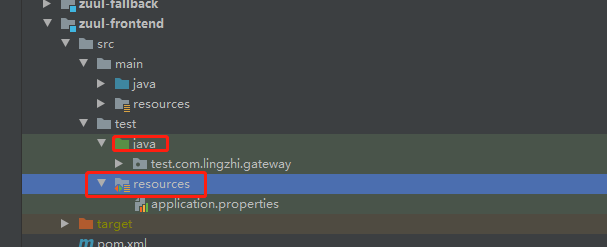 zuul-fallback
zuul-frontend
src
main
java
resources
test
java
test.com.lingzhi.gateway
resources
application.properties
target
pom.xml